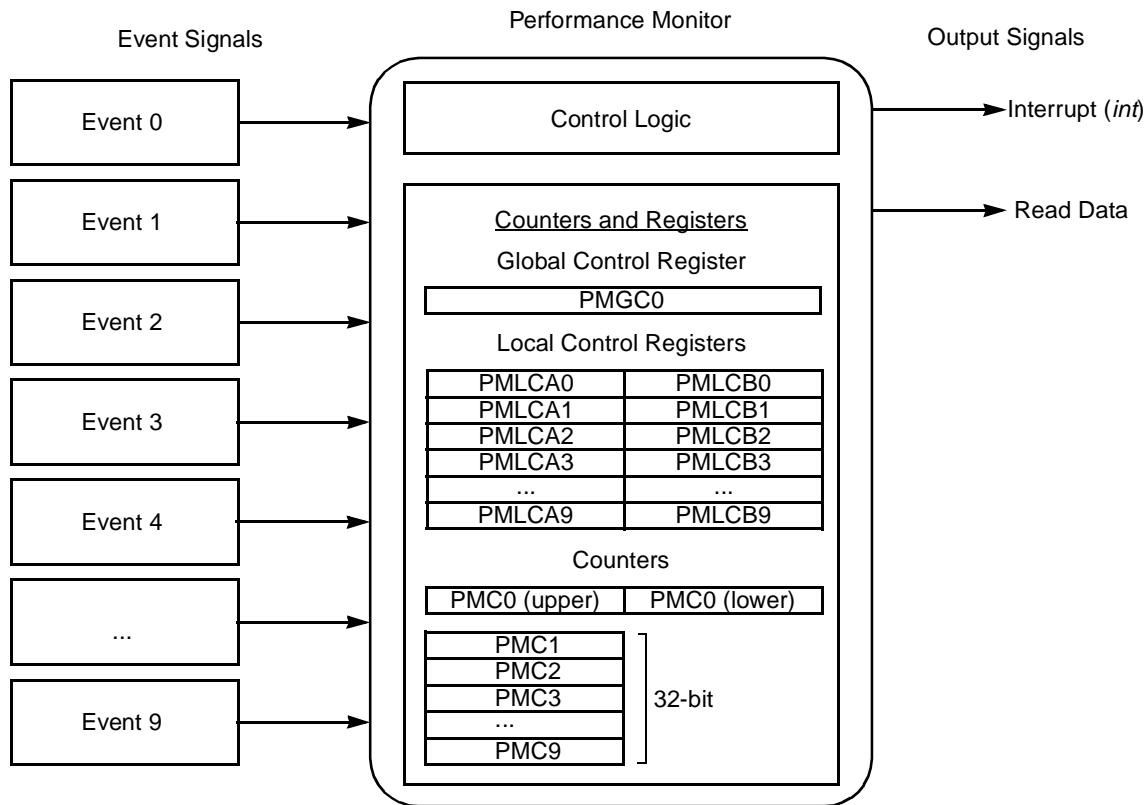 Performance Monitor
Event Signals
Output Signals
Event 0
Event 1
Event 2
Event 3
Event 4
...
Event 9
Control Logic
Counters and Registers
Global Control Register
PMGC0
Local Control Registers
PMLCA0 PMLCB0
PMLCA1 PMLCB1
PMLCA2 PMLCB2
PMLCA3 PMLCB3
... ...
PMLCA9 PMLCB9
Counters
PMC0 (upper) PMC0 (lower)
PMC1
PMC2
PMC3
...
PMC9
32-bit
Interrupt (int)
Read Data